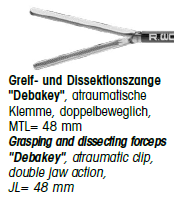 R.WO
Greif- und Dissektionszange
"Debakey", atraumatische
Klemme, doppelbeweglich,
MTL= 48 mm
Grasping and dissecting forceps
"Debakey", atraumatic clip,
double jaw action,
JL= 48 mm